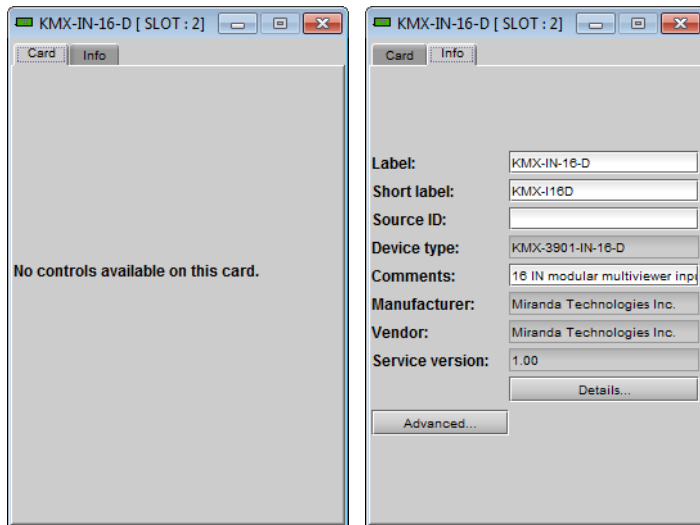 KMX-IN-16-D [ SLOT : 2]
Card
Info
No controls available on this card.
KMX-IN-16-D [ SLOT : 2]
Card
Info
Label:
KMX-IN-16-D
Short label:
KMX-I16D
Source ID:
Device type:
KMX-3901-IN-16-D
Comments:
16 IN modular multiviewer inpu
Manufacturer:
Miranda Technologies Inc.
Vendor:
Miranda Technologies Inc.
Service version:
1.00
Details...
Advanced...